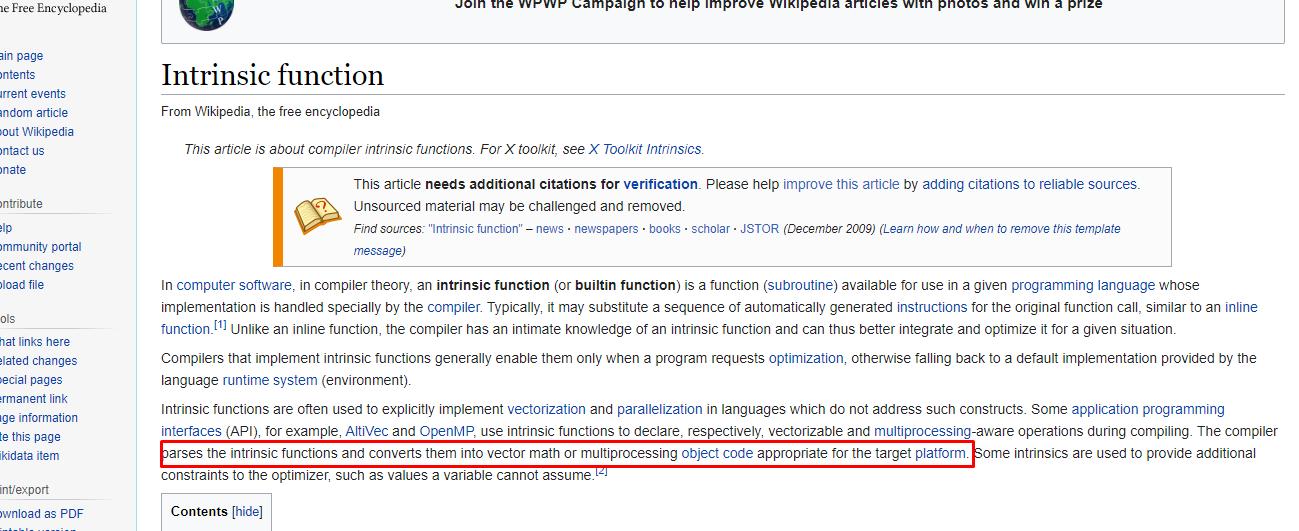 he Free Encyclopedia
Join the WPWP Campaign to help improve Wikipedia articles with photos and win a prize
W
P
ain page
ontents
urrent events
andom article
bout Wikipedia
ontact us
onate
ontribute
elp
ommunity portal
ecent changes
pload file
ols
hat links here
elated changes
pecial pages
ermanent link
age information
ite this page
ikidata item
int/export
ownload as PDF
intable version
Intrinsic function
From Wikipedia, the free encyclopedia
This article is about compiler intrinsic functions. For X toolkit, see X Toolkit Intrinsics.
?
This article needs additional citations for verification. Please help improve this article by adding citations to reliable sources.
Unsourced material may be challenged and removed.
Find sources: "Intrinsic function" – news · newspapers · books · scholar · JSTOR (December 2009) (Learn how and when to remove this template
message)
In computer software, in compiler theory, an intrinsic function (or builtin function) is a function (subroutine) available for use in a given programming language whose
implementation is handled specially by the compiler. Typically, it may substitute a sequence of automatically generated instructions for the original function call, similar to an inline
function.[1] Unlike an inline function, the compiler has an intimate knowledge of an intrinsic function and can thus better integrate and optimize it for a given situation.
Compilers that implement intrinsic functions generally enable them only when a program requests optimization, otherwise falling back to a default implementation provided by the
language runtime system (environment).
Intrinsic functions are often used to explicitly implement vectorization and parallelization in languages which do not address such constructs. Some application programming
interfaces (API), for example, AltiVec and OpenMP, use intrinsic functions to declare, respectively, vectorizable and multiprocessing-aware operations during compiling. The compiler
parses the intrinsic functions and converts them into vector math or multiprocessing object code appropriate for the target platform. Some intrinsics are used to provide additional
constraints to the optimizer, such as values a variable cannot assume.[2]
Contents [hide]